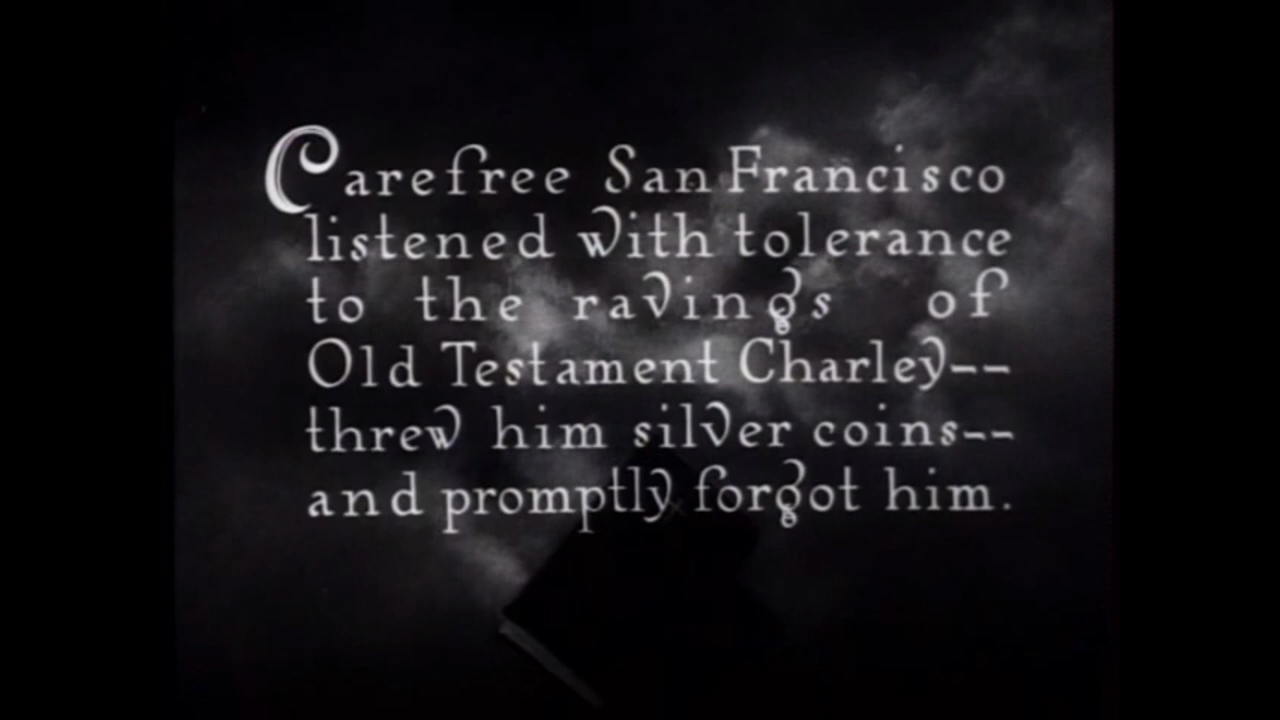 Carefree San Francisco
listened with tolerance
to the ravings of
Old Testament Charley--
threw him silver coins--
and promptly forgot him.